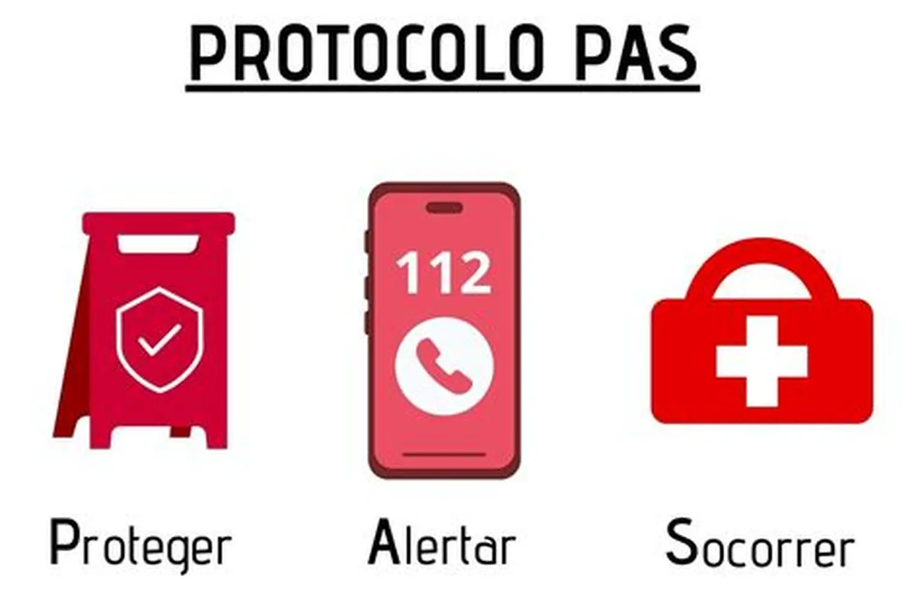 PROTOCOLO PAS
112
Proteger
Alertar
Socorrer